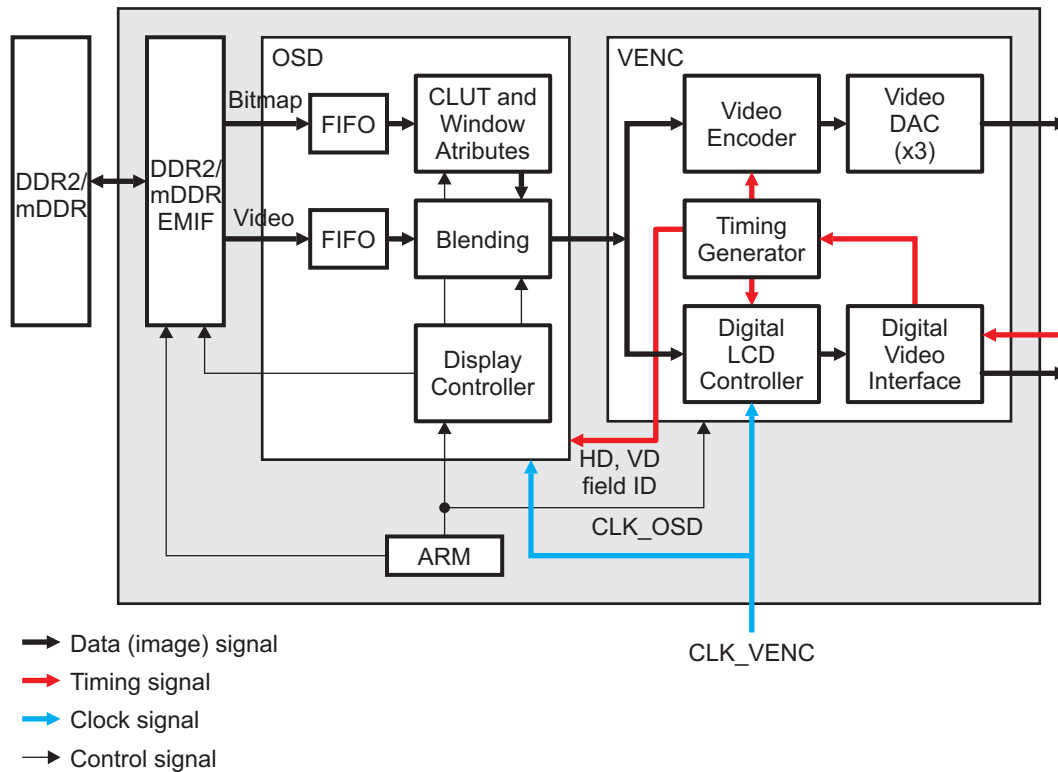 OSD
VENC
DDR2/
mDDR
DDR2/
mDDR
EMIF
Bitmap
FIFO
CLUT and
Window
Atributes
Video
FIFO
Blending
Display
Controller
Video
Encoder
Video
DAC
(x3)
Timing
Generator
Digital
LCD
Controller
Digital
Video
Interface
HD, VD
field ID
CLK_OSD
ARM
CLK_VENC
Data (image) signal
Timing signal
Clock signal
Control signal